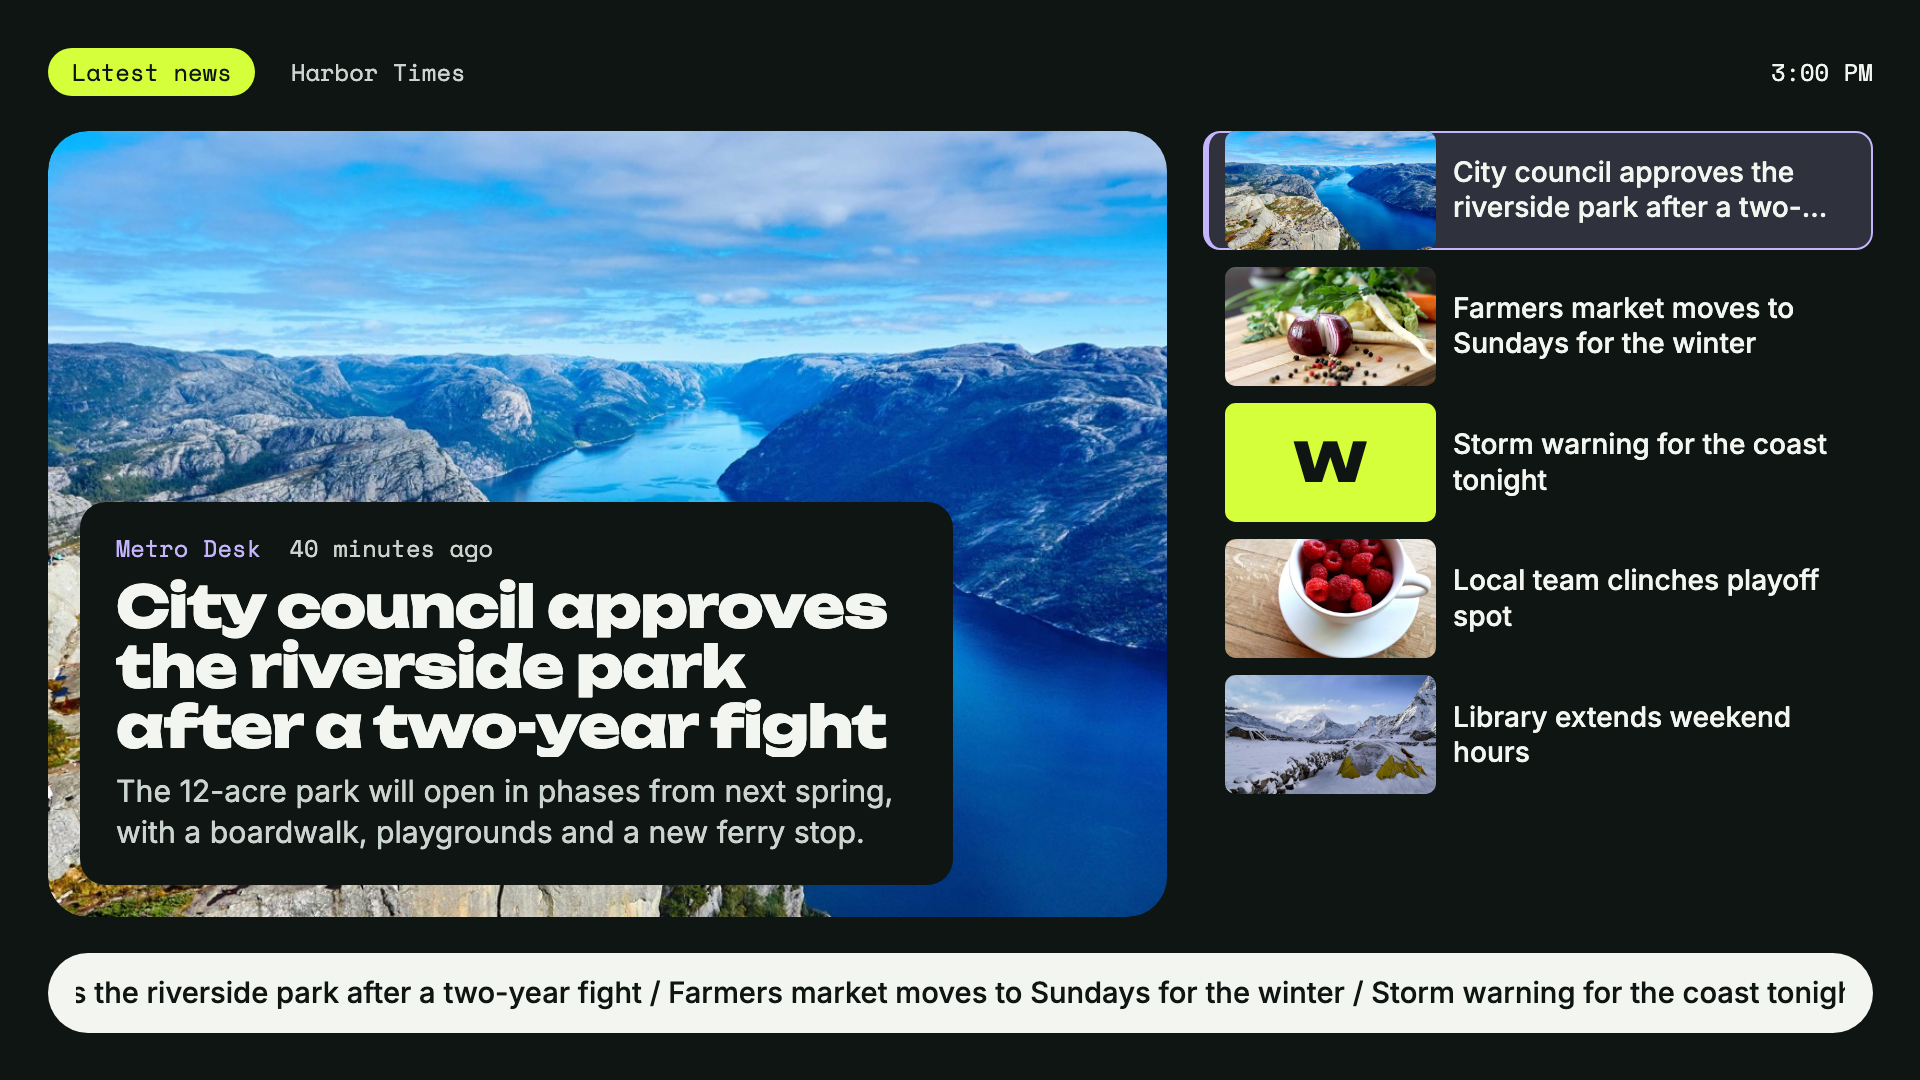 Latest news
Harbor Times
3:00 PM
Metro Desk 40 minutes ago
City council approves
the riverside park
after a two-year fight
The 12-acre park will open in phases from next spring,
with a boardwalk, playgrounds and a new ferry stop.
City council approves the
riverside park after a two-...
Farmers market moves to
Sundays for the winter
W
Storm warning for the coast
tonight
Local team clinches playoff
spot
Library extends weekend
hours
the riverside park after a two-year fight / Farmers market moves to Sundays for the winter / Storm warning for the coast